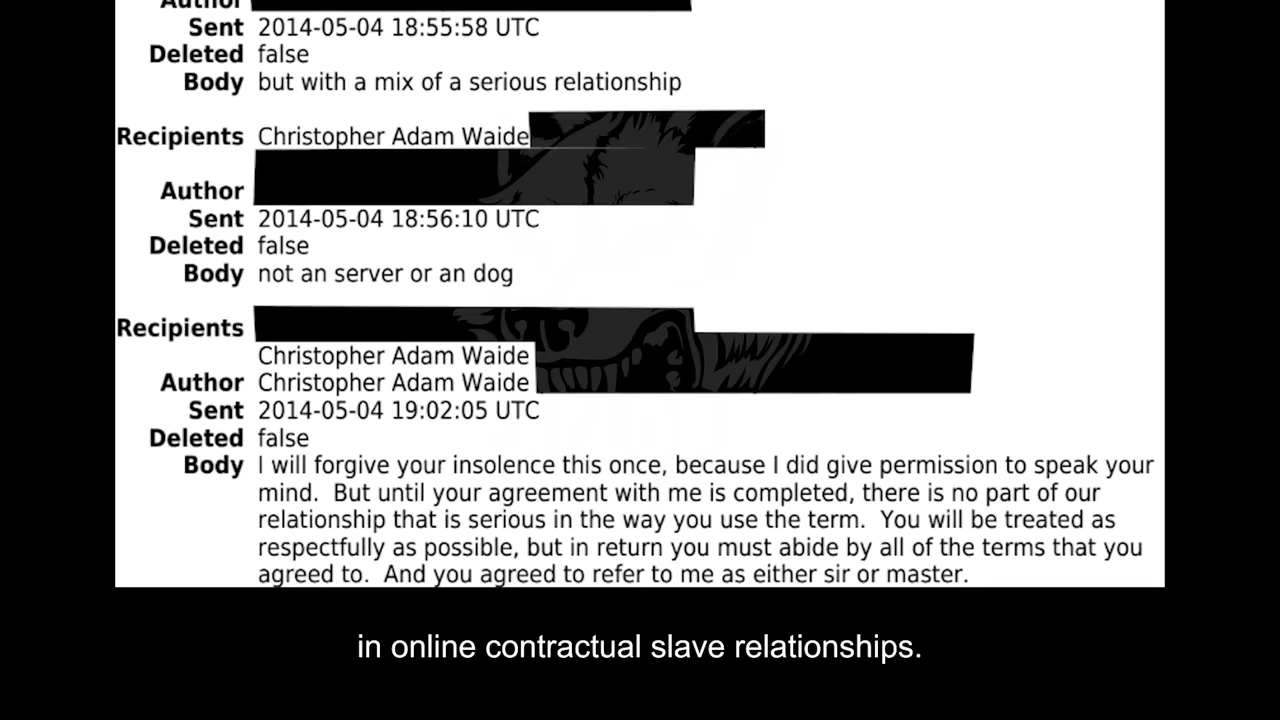 Author
Sent 2014-05-04 18:55:58 UTC
Deleted false
Body but with a mix of a serious relationship
Recipients Christopher Adam Waide
Author
Sent 2014-05-04 18:56:10 UTC
Deleted false
Body not an server or an dog
Recipients
Christopher Adam Waide
Author Christopher Adam Waide
Sent 2014-05-04 19:02:05 UTC
Deleted false
Body I will forgive your insolence this once, because I did give permission to speak your
mind.  But until your agreement with me is completed, there is no part of our
relationship that is serious in the way you use the term.  You will be treated as
respectfully as possible, but in return you must abide by all of the terms that you
agreed to.  And you agreed to refer to me as either sir or master.
in online contractual slave relationships.